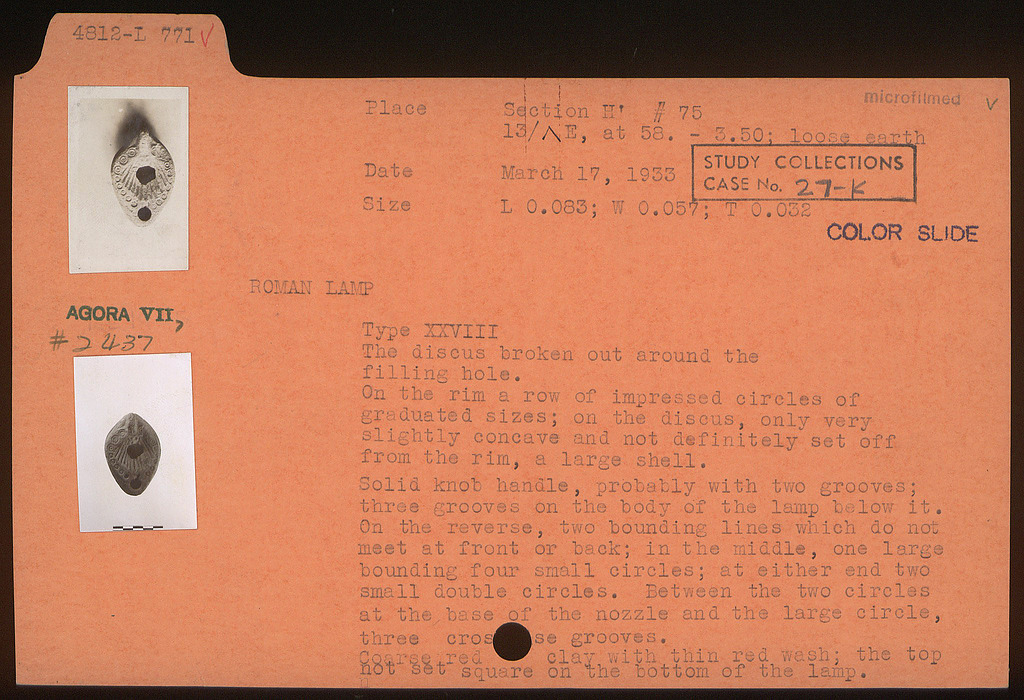 4812-L 771 ✓
microfilmed ✓
Place Section H' # 75
13/ΛE, at 58. - 3.50; loose earth
Date March 17, 1933
STUDY COLLECTIONS
CASE No. 27-K
Size L 0.083; W 0.057; T 0.032
COLOR SLIDE
ROMAN LAMP
AGORA VII,
# 2437
Type XXVIII
The discus broken out around the
filling hole.
On the rim a row of impressed circles of
graduated sizes; on the discus, only very
slightly concave and not definitely set off
from the rim, a large shell.
Solid knob handle, probably with two grooves;
three grooves on the body of the lamp below it.
On the reverse, two bounding lines which do not
meet at front or back; in the middle, one large
bounding four small circles; at either end two
small double circles. Between the two circles
at the base of the nozzle and the large circle,
three cros se grooves.
Coarse red clay with thin red wash; the top
not set square on the bottom of the lamp.